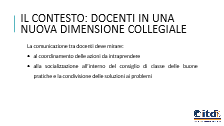 IL CONTESTO: DOCENTI IN UNA
NUOVA DIMENSIONE COLLEGIALE
La comunicazione tra docenti deve mirare:
• al coordinamento delle azioni da intraprendere
• alla socializzazione all'interno del consiglio di classe delle buone
pratiche e la condivisione delle soluzioni ai problemi